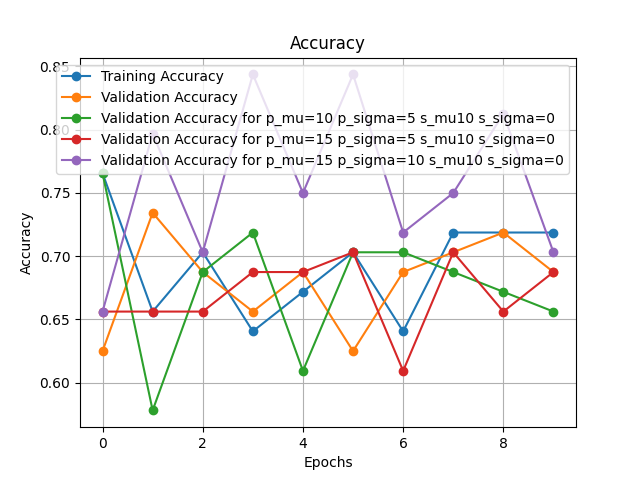 Accuracy
Training Accuracy
Validation Accuracy
Validation Accuracy for p_mu=10 p_sigma=5 s_mu10 s_sigma=0
Validation Accuracy for p_mu=15 p_sigma=5 s_mu10 s_sigma=0
Validation Accuracy for p_mu=15 p_sigma=10 s_mu10 s_sigma=0
0.85
0.80
0.75
0.70
0.65
0.60
Accuracy
0 2 4 6 8
Epochs